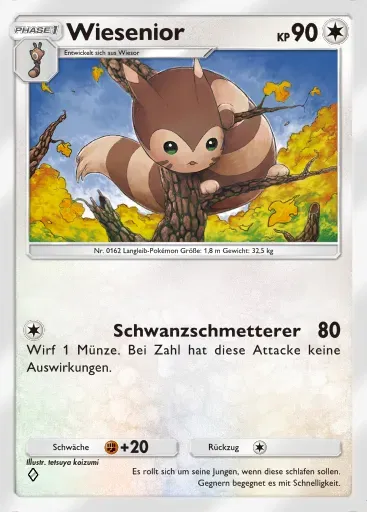 PHASE 1
Wiesenior
KP 90
Entwickelt sich aus Wiesor
Nr. 0162 Langleib-Pokémon Größe: 1,8 m Gewicht: 32,5 kg
Schwanzschmetterer 80
Wirf 1 Münze. Bei Zahl hat diese Attacke keine
Auswirkungen.
Schwäche +20 Rückzug
Illustr. tetsuya koizumi
Es rollt sich um seine Jungen, wenn diese schlafen sollen.
Gegnern begegnet es mit Schnelligkeit.